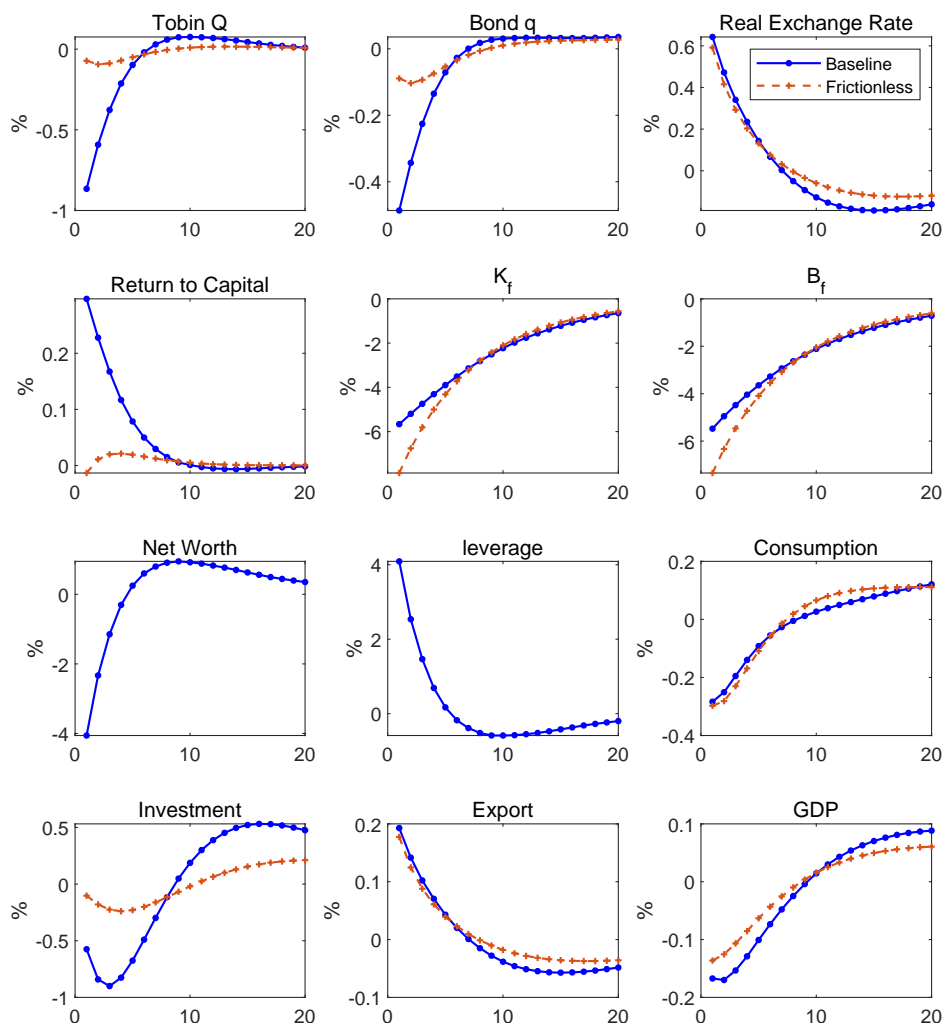 Tobin Q
Bond q
Real Exchange Rate
0
-0.5
-1
%
0 10 20
0
-0.2
-0.4
%
0 10 20
0.6
0.4
0.2
0
%
0 10 20
Baseline
Frictionless
Return to Capital
K_f
B_f
0.2
0.1
0
%
0 10 20
0
-2
-4
-6
%
0 10 20
0
-2
-4
-6
%
0 10 20
Net Worth
leverage
Consumption
0
-2
-4
%
0 10 20
4
2
0
%
0 10 20
0.2
0
-0.2
-0.4
%
0 10 20
Investment
Export
GDP
0.5
0
-0.5
-1
%
0 10 20
0.2
0.1
0
-0.1
%
0 10 20
0.1
0
-0.1
-0.2
%
0 10 20